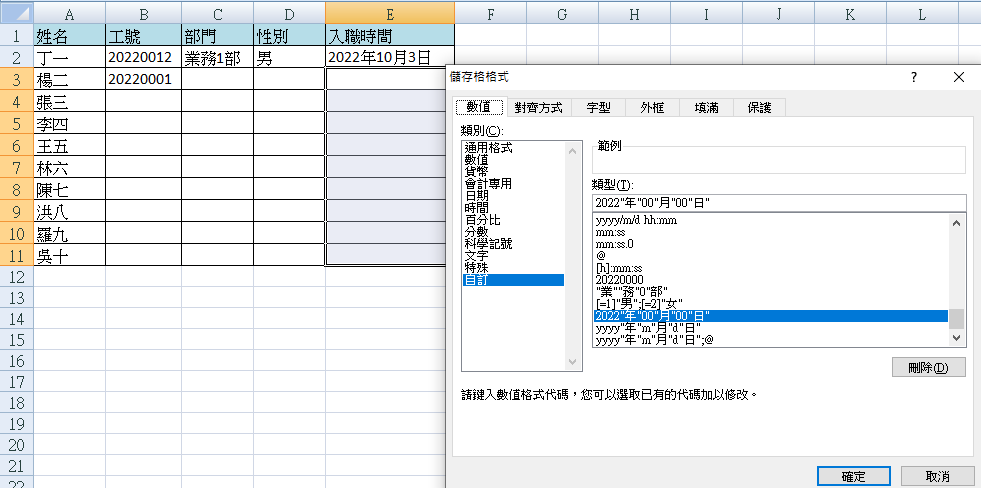 A B C D E F G H I J K L
1 姓名 工號 部門 性別 入職時間
2 丁一 20220012 業務1部 男 2022年10月3日
3 楊二 20220001
4 張三
5 李四
6 王五
7 林六
8 陳七
9 洪八
10 羅九
11 吳十
12
13
14
15
16
17
18
19
20
21
22
儲存格格式 ?
數值 對齊方式 字型 外框 填滿 保護
類別(C):
通用格式
數值
貨幣
會計專用
日期
時間
百分比
分數
科學記號
文字
特殊
自訂
範例
類型(T):
2022"年"00"月"00"日"
yyyy/m/d hh:mm
mm:ss
mm:ss.0
@
[h]:mm:ss
20220000
"業""務"0"部"
[=1]"男";[=2]"女"
2022"年"00"月"00"日"
yyyy"年"m"月"d"日"
yyyy"年"m"月"d"日";@
刪除(D)
請鍵入數值格式代碼，您可以選取已有的代碼加以修改。
確定 取消